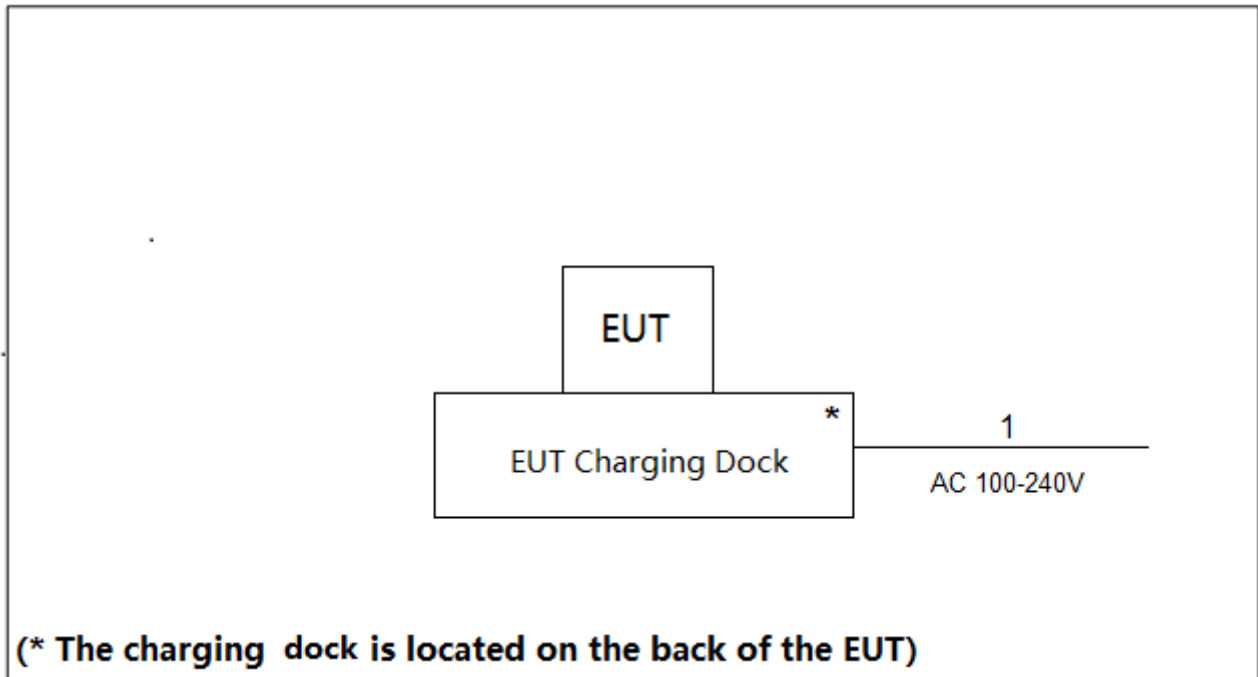 EUT
*
EUT Charging Dock
1
AC 100-240V
(* The charging dock is located on the back of the EUT)